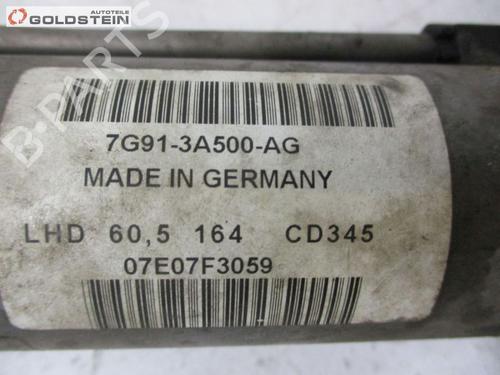 AUTOTEILE
GOLDSTEIN
B-PARTS
7G91-3A500-AG
MADE IN GERMANY
LHD 60,5 164 CD345
07E07F3059